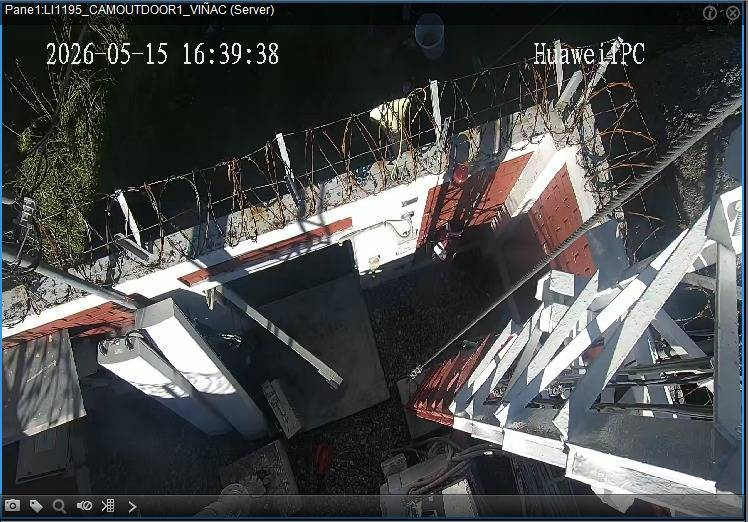 Pane1:LI1195_CAMOUTDOOR1_VIÑAC (Server)
2026-05-15 16:39:38
HuaweiIPC